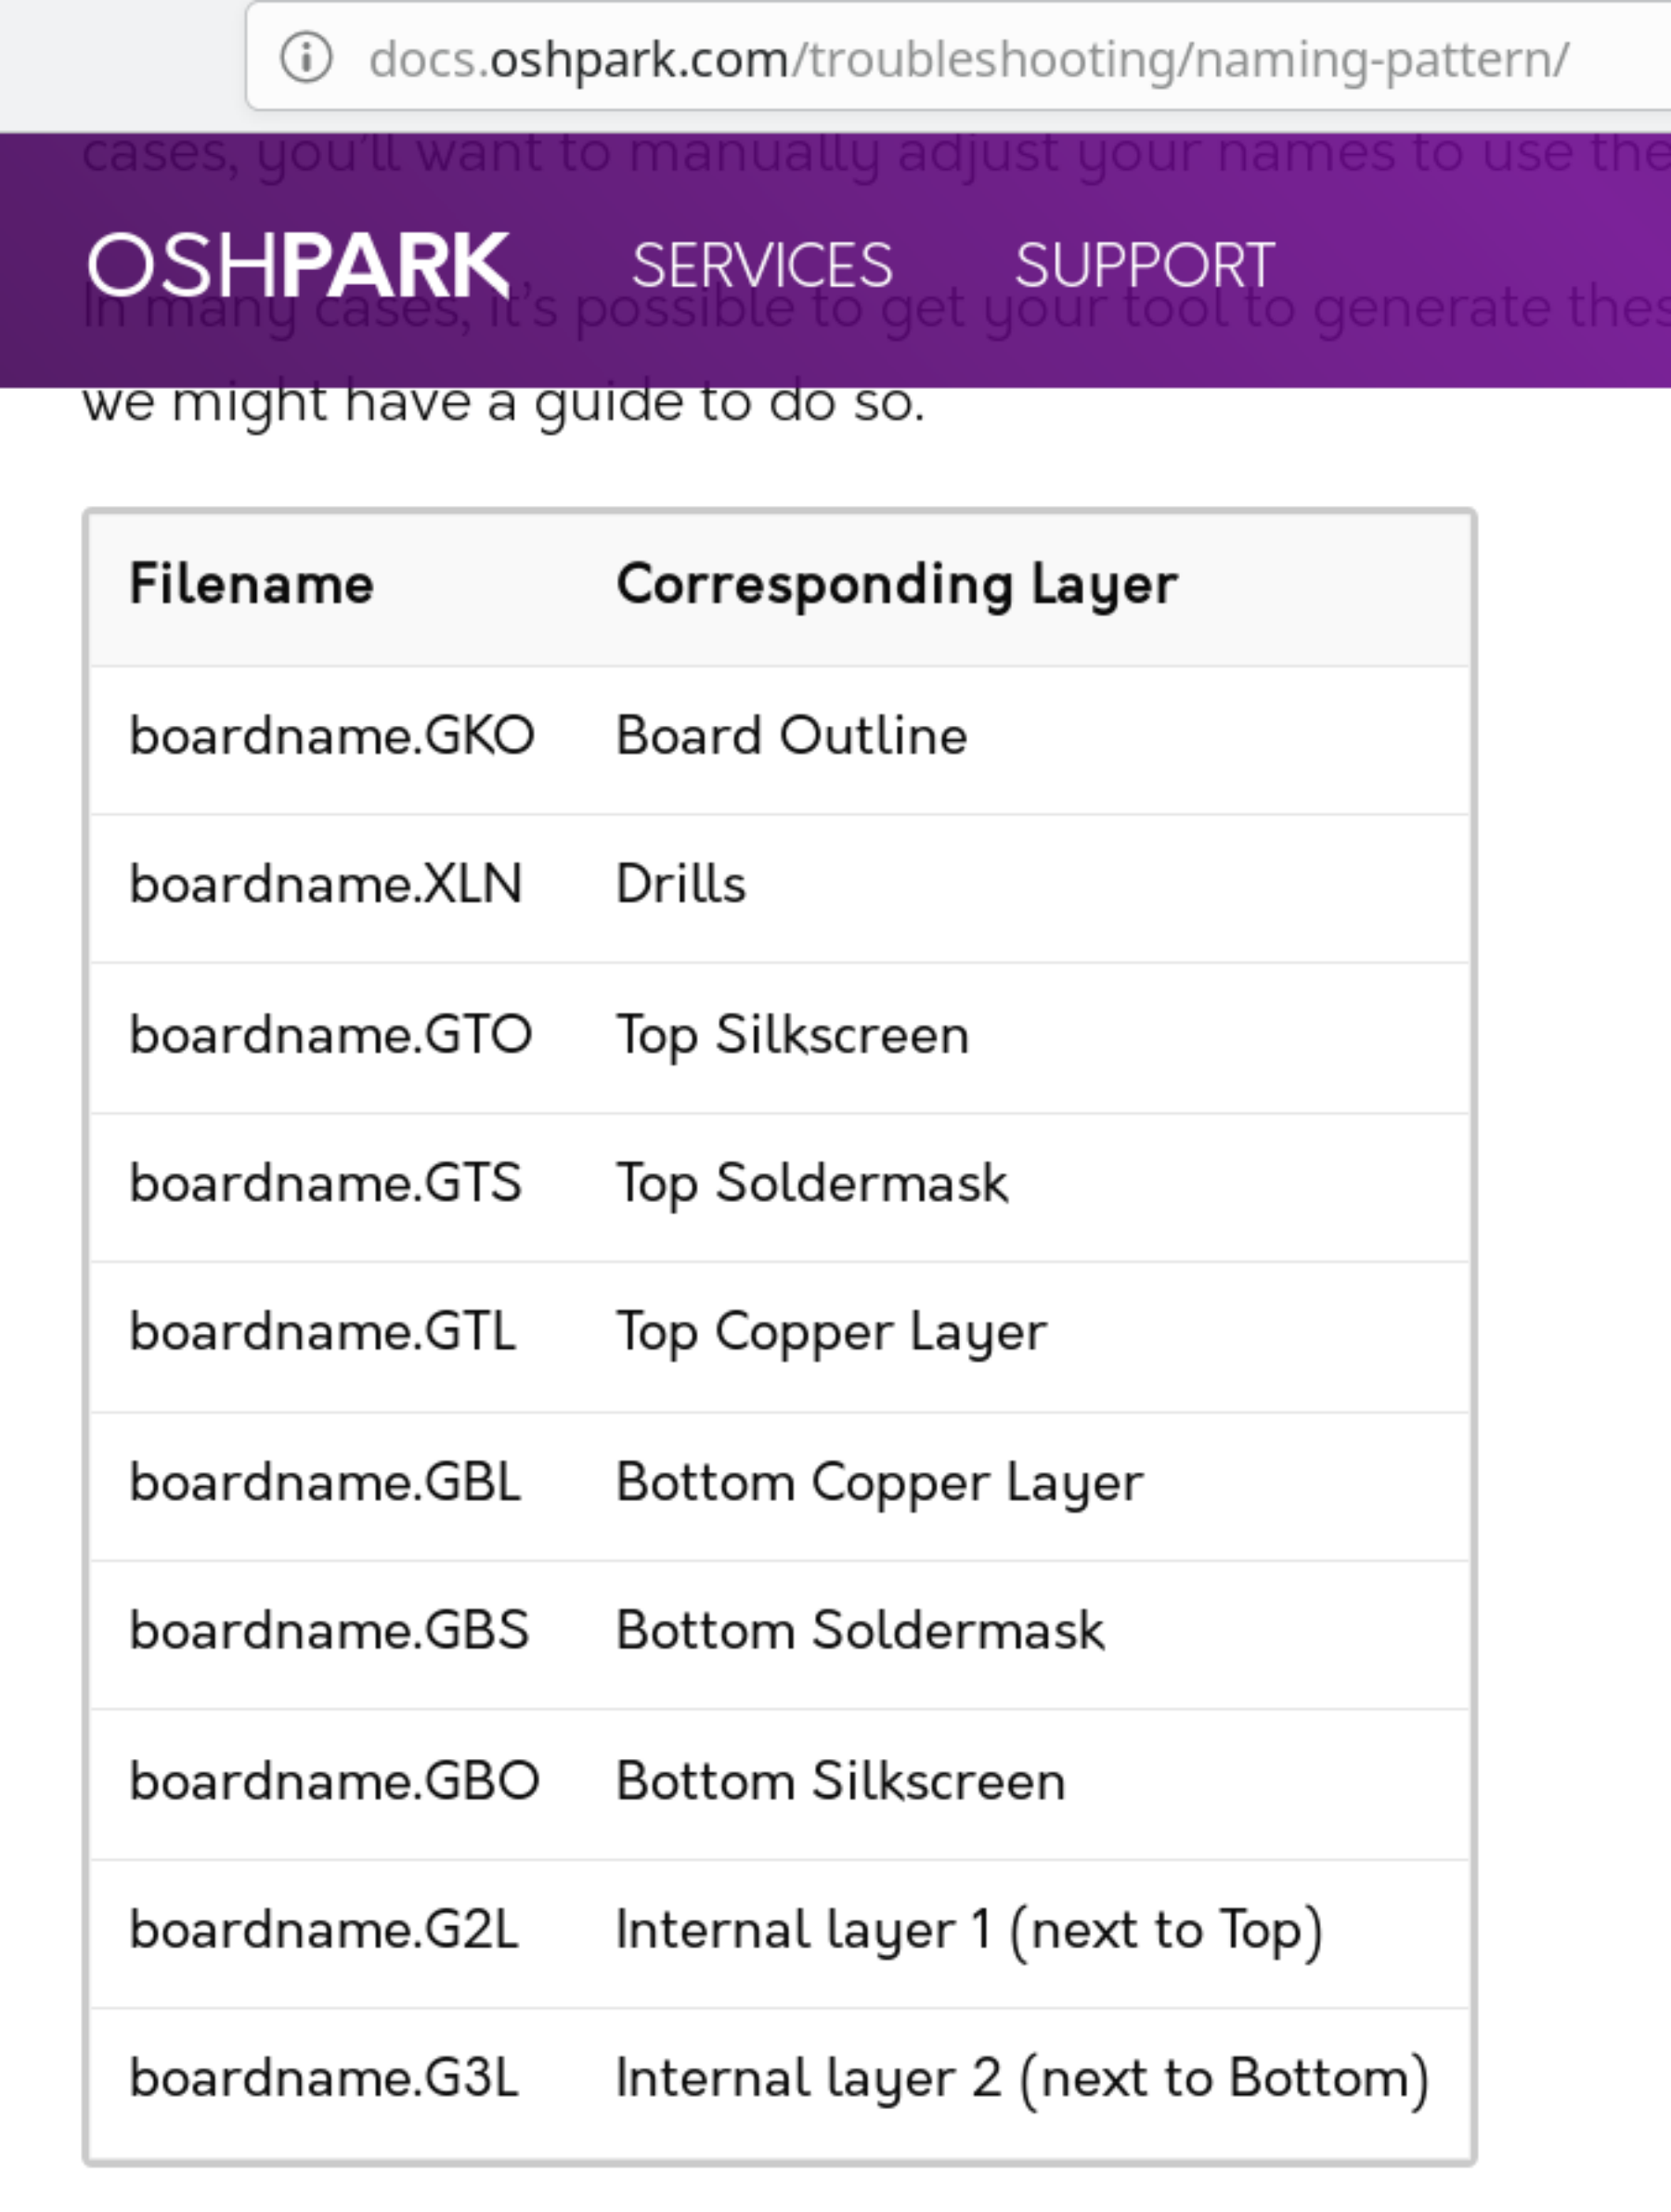 docs.oshpark.com/troubleshooting/naming-pattern/
cases, you'll want to manually adjust your names to use the
OSHPARK SERVICES SUPPORT
In many cases, it's possible to get your tool to generate thes
we might have a guide to do so.
Filename Corresponding Layer
boardname.GKO Board Outline
boardname.XLN Drills
boardname.GTO Top Silkscreen
boardname.GTS Top Soldermask
boardname.GTL Top Copper Layer
boardname.GBL Bottom Copper Layer
boardname.GBS Bottom Soldermask
boardname.GBO Bottom Silkscreen
boardname.G2L Internal layer 1 (next to Top)
boardname.G3L Internal layer 2 (next to Bottom)